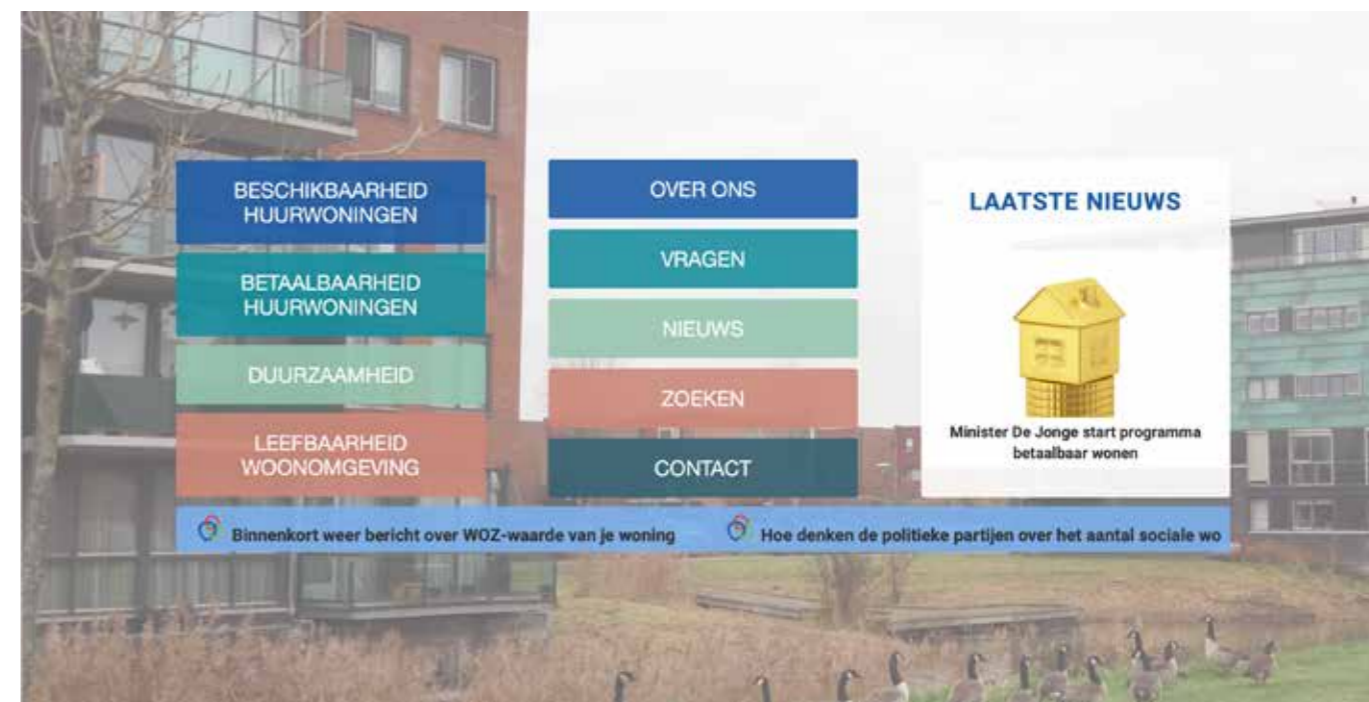 BESCHIKBAARHEID
HUURWONINGEN
BETAALBAARHEID
HUURWONINGEN
DUURZAAMHEID
LEEFBAARHEID
WOONOMGEVING
OVER ONS
VRAGEN
NIEUWS
ZOEKEN
CONTACT
LAATSTE NIEUWS
Minister De Jonge start programma
betaalbaar wonen
Binnenkort weer bericht over WOZ-waarde van je woning
Hoe denken de politieke partijen over het aantal sociale wo